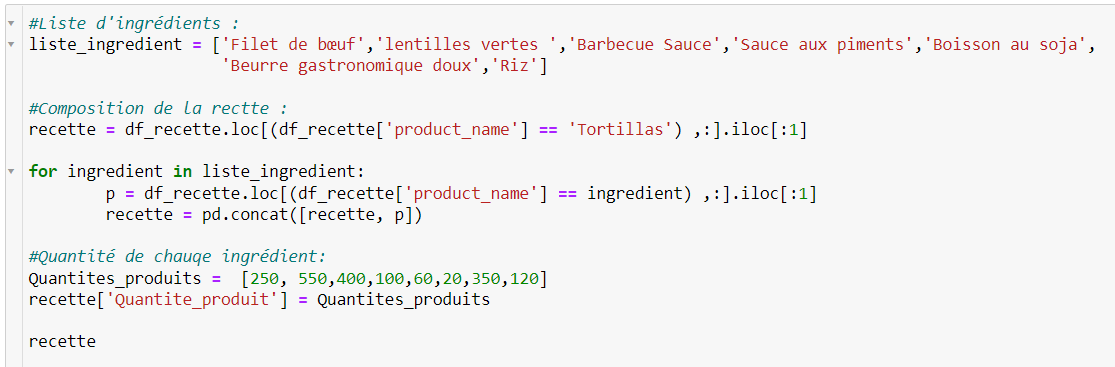 #Liste d'ingrédients :
liste_ingredient = ['Filet de bœuf','lentilles vertes ','Barbecue Sauce','Sauce aux piments','Boisson au soja',
'Beurre gastronomique doux','Riz']
#Composition de la rectte :
recette = df_recette.loc[(df_recette['product_name'] == 'Tortillas') ,:].iloc[:1]
for ingredient in liste_ingredient:
p = df_recette.loc[(df_recette['product_name'] == ingredient) ,:].iloc[:1]
recette = pd.concat([recette, p])
#Quantité de chauqe ingrédient:
Quantites_produits =  [250, 550,400,100,60,20,350,120]
recette['Quantite_produit'] = Quantites_produits
recette